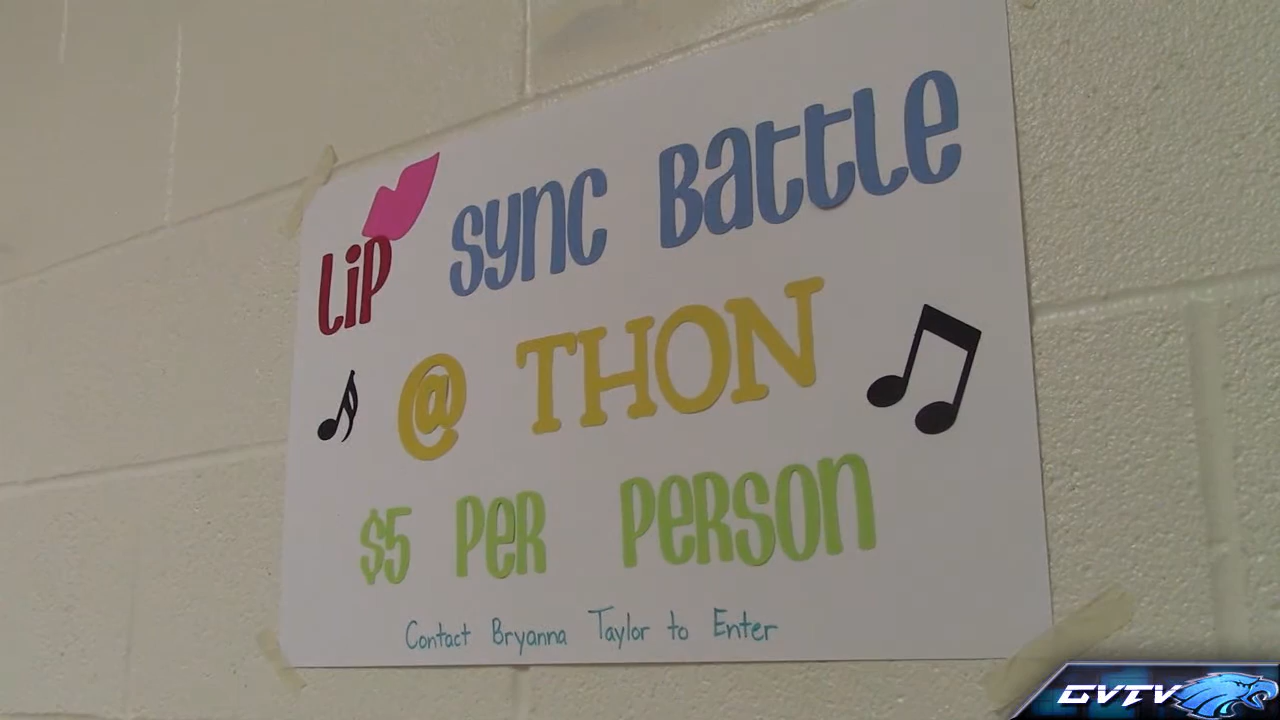 LiP SYNC BATTLE
@ THON
$5 PER PERSON
Contact Bryanna Taylor to Enter
GVTV